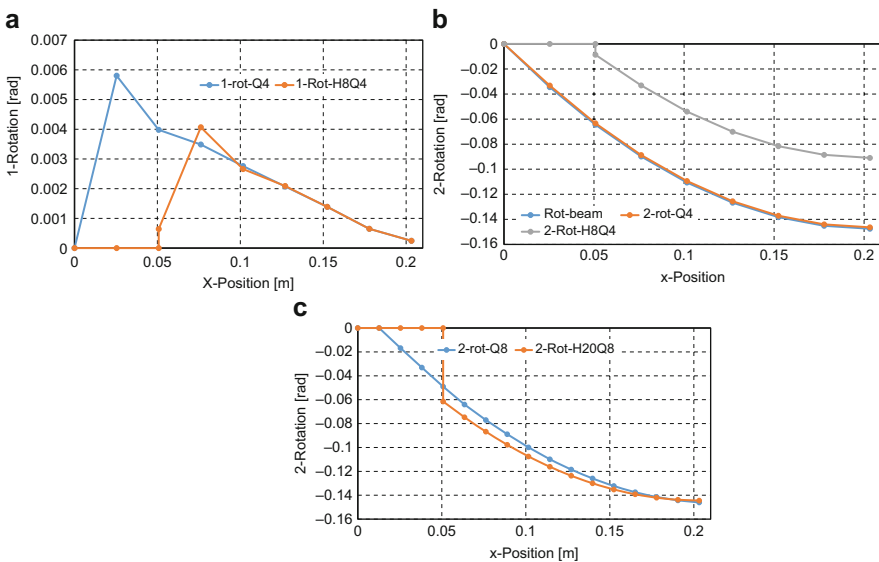 a
0.007
0.006
0.005
0.004
0.003
0.002
0.001
0
1-Rotation [rad]
1-rot-Q4
1-Rot-H8Q4
0
0.05
0.1
0.15
0.2
X-Position [m]
b
0
−0.02
−0.04
−0.06
−0.08
−0.1
−0.12
−0.14
−0.16
2-Rotation [rad]
Rot-beam
2-rot-Q4
2-Rot-H8Q4
0
0.05
0.1
0.15
0.2
x-Position
c
0
−0.02
−0.04
−0.06
−0.08
−0.1
−0.12
−0.14
−0.16
2-Rotation [rad]
2-rot-Q8
2-Rot-H20Q8
0
0.05
0.1
0.15
0.2
x-Position [m]